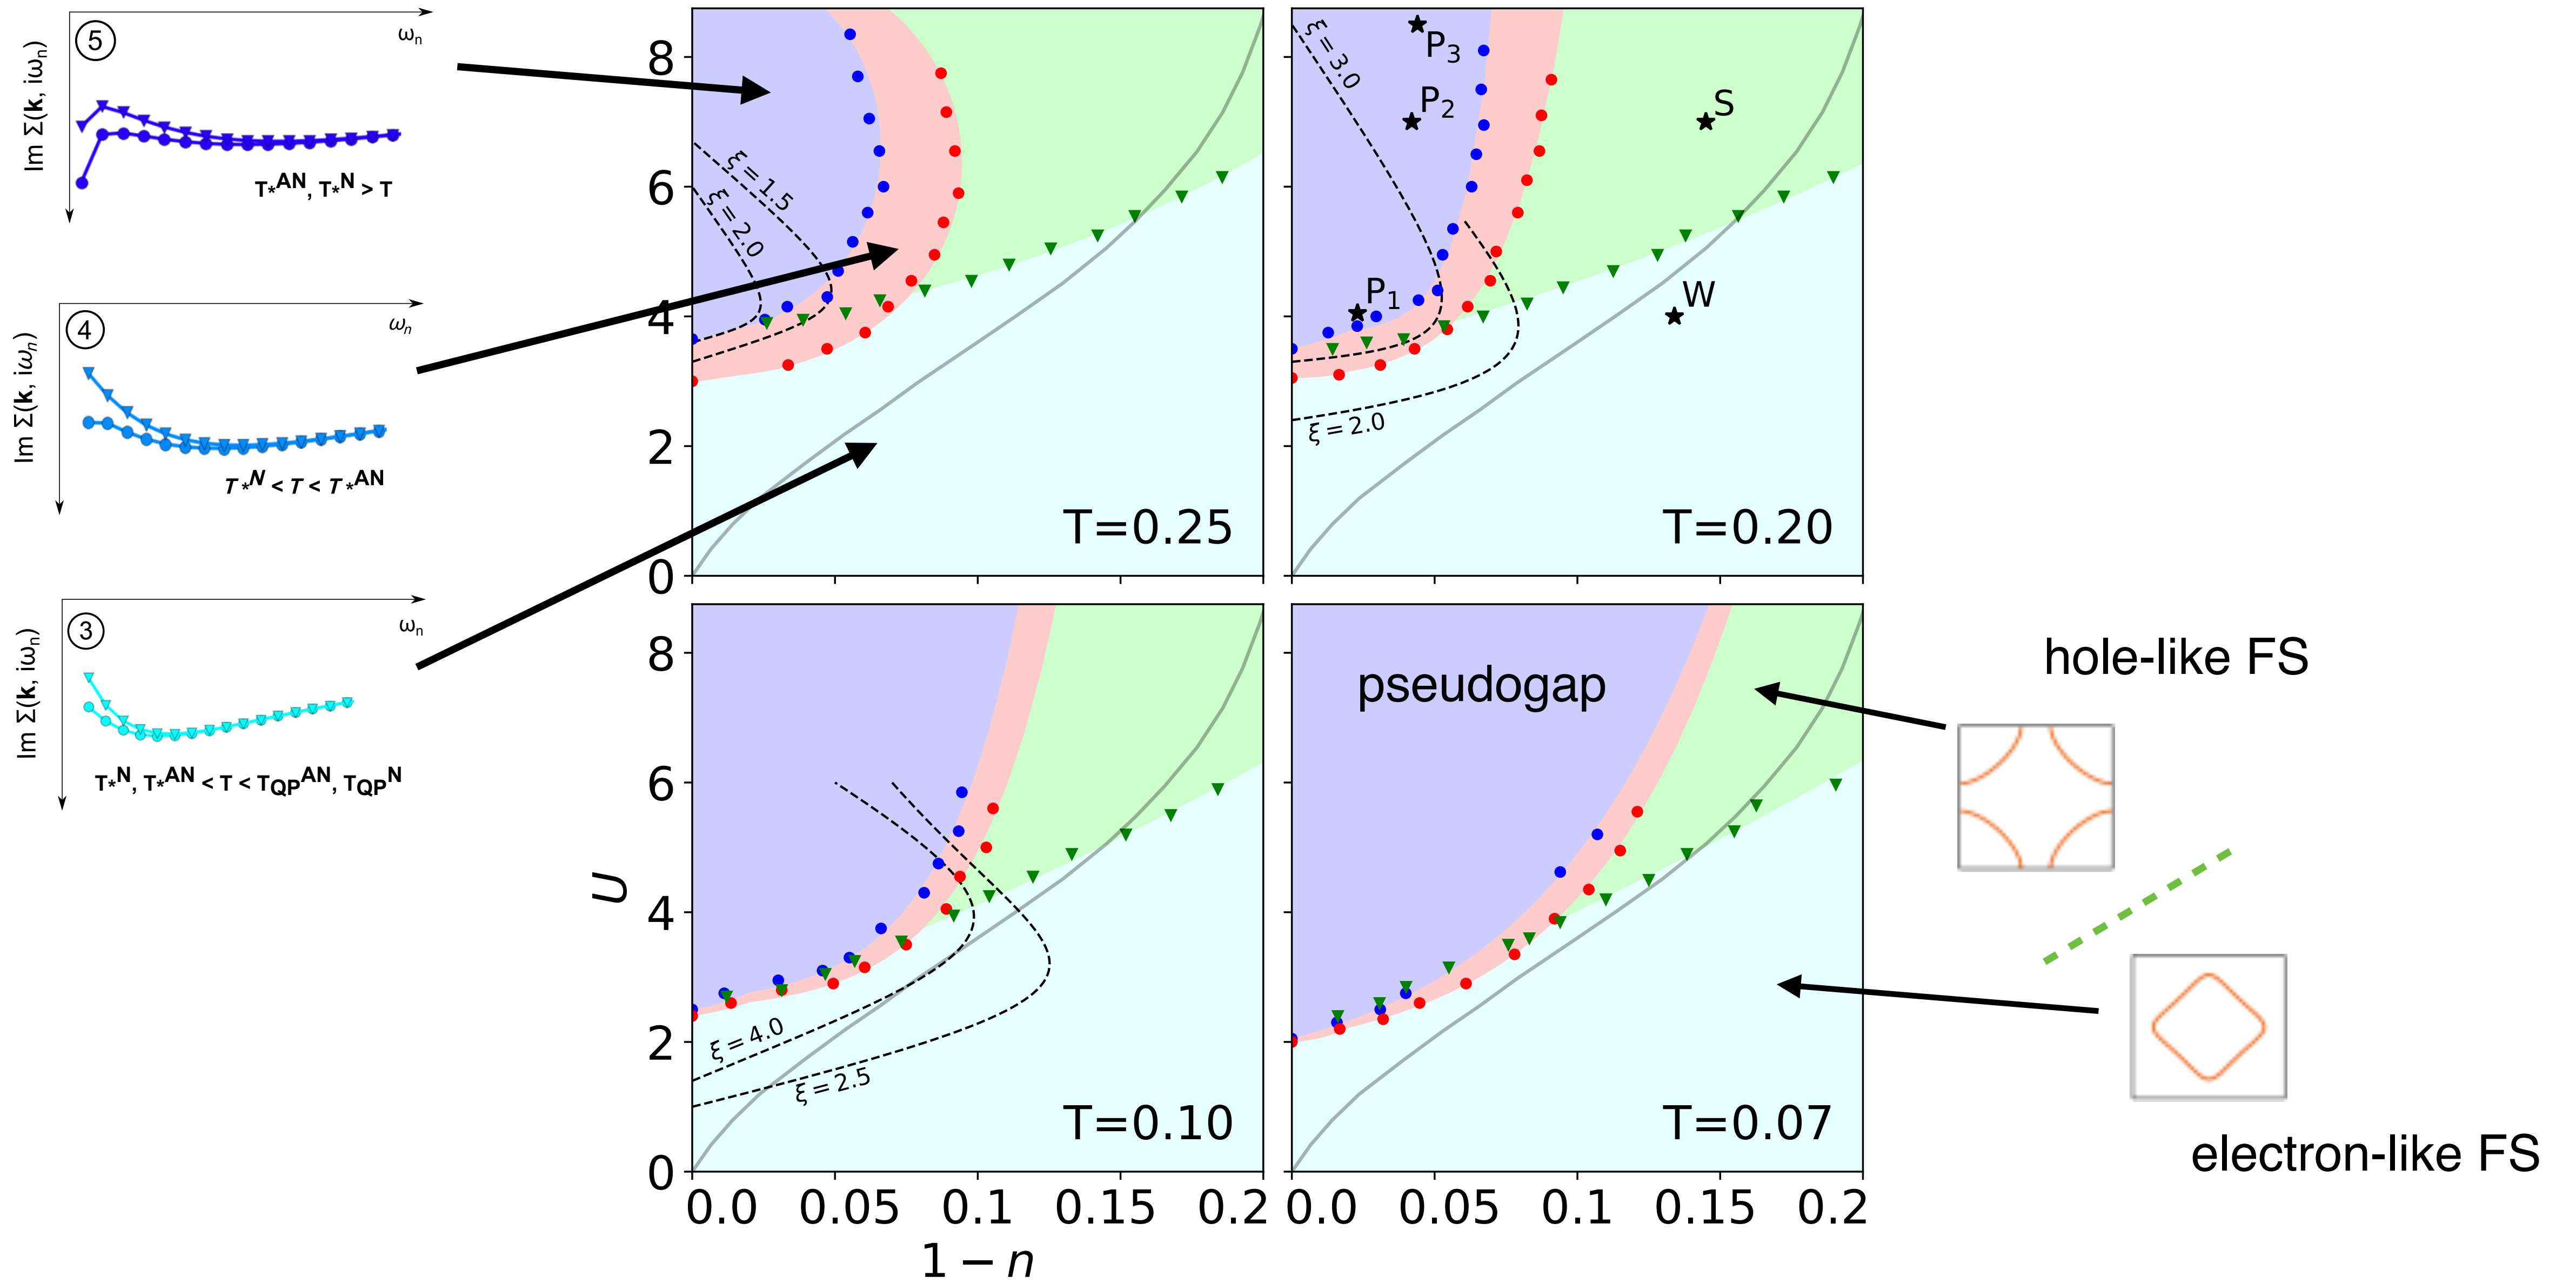 5
ωn
Im Σ(k, iωn)
T*AN, T*N > T
4
ωn
Im Σ(k, iωn)
T*N < T < T*AN
3
ωn
Im Σ(k, iωn)
T*N, T*AN < T < TQPAN, TQPN
8
6
4
2
0
ξ = 1.5
ξ = 2.0
T=0.25
ξ = 3.0
P3
P2
S
P1
W
ξ = 2.0
T=0.20
U
8
6
4
2
0
ξ = 4.0
ξ = 2.5
T=0.10
0.0 0.05 0.1 0.15 0.2
1 − n
pseudogap
T=0.07
0.0 0.05 0.1 0.15 0.2
hole-like FS
electron-like FS